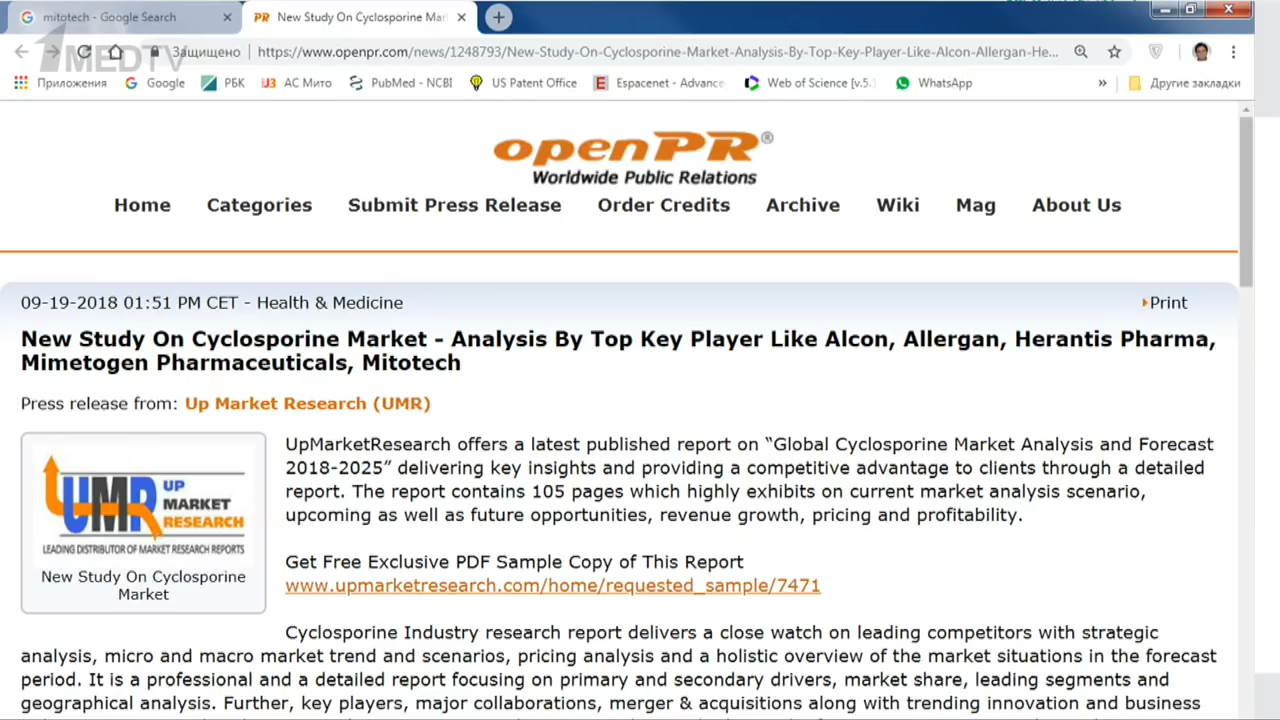 mitotech - Google Search
New Study On Cyclosporine Mar
1MEDTV
Защищено
https://www.openpr.com/news/1248793/New-Study-On-Cyclosporine-Market-Analysis-By-Top-Key-Player-Like-Alcon-Allergan-He...
Приложения Google РБК АС Мито PubMed - NCBI US Patent Office Espacenet - Advance Web of Science [v.5.] WhatsApp » Другие закладки
openPR®
Worldwide Public Relations
Home Categories Submit Press Release Order Credits Archive Wiki Mag About Us
09-19-2018 01:51 PM CET - Health & Medicine
Print
New Study On Cyclosporine Market - Analysis By Top Key Player Like Alcon, Allergan, Herantis Pharma,
Mimetogen Pharmaceuticals, Mitotech
Press release from: Up Market Research (UMR)
UMR UP
MARKET
RESEARCH
LEADING DISTRIBUTOR OF MARKET RESEARCH REPORTS
New Study On Cyclosporine
Market
UpMarketResearch offers a latest published report on “Global Cyclosporine Market Analysis and Forecast
2018-2025” delivering key insights and providing a competitive advantage to clients through a detailed
report. The report contains 105 pages which highly exhibits on current market analysis scenario,
upcoming as well as future opportunities, revenue growth, pricing and profitability.
Get Free Exclusive PDF Sample Copy of This Report
www.upmarketresearch.com/home/requested_sample/7471
Cyclosporine Industry research report delivers a close watch on leading competitors with strategic
analysis, micro and macro market trend and scenarios, pricing analysis and a holistic overview of the market situations in the forecast
period. It is a professional and a detailed report focusing on primary and secondary drivers, market share, leading segments and
geographical analysis. Further, key players, major collaborations, merger & acquisitions along with trending innovation and business